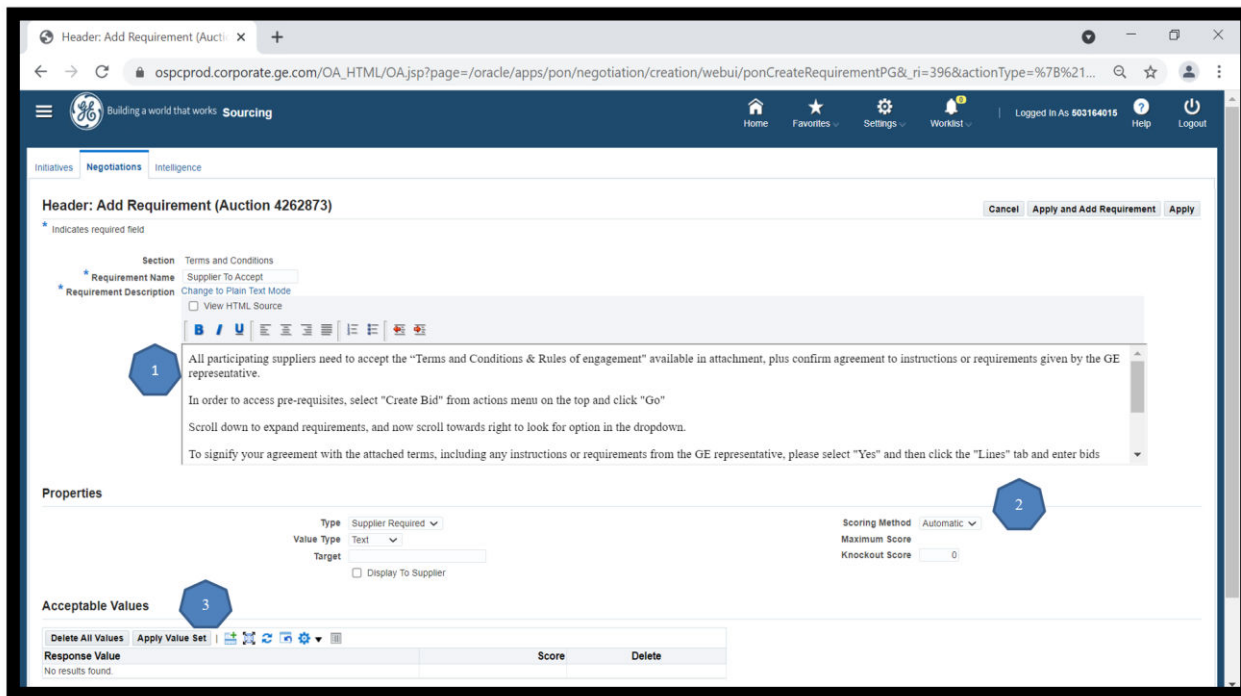 Header: Add Requirement (Aucti
ospcprod.corporate.ge.com/OA_HTML/OA.jsp?page=/oracle/apps/pon/negotiation/creation/webui/ponCreateRequirementPG&_ri=396&actionType=%7B%21...
Building a world that works Sourcing
Home Favorites Settings Worklist | Logged In As 503164015 Help Logout
Initiatives Negotiations Intelligence
Header: Add Requirement (Auction 4262873)
Cancel Apply and Add Requirement Apply
* Indicates required field
Section Terms and Conditions
* Requirement Name Supplier To Accept
* Requirement Description Change to Plain Text Mode
View HTML Source
B I U
1
All participating suppliers need to accept the “Terms and Conditions & Rules of engagement" available in attachment, plus confirm agreement to instructions or requirements given by the GE
representative.
In order to access pre-requisites, select "Create Bid" from actions menu on the top and click "Go"
Scroll down to expand requirements, and now scroll towards right to look for option in the dropdown.
To signify your agreement with the attached terms, including any instructions or requirements from the GE representative, please select "Yes" and then click the "Lines" tab and enter bids
Properties
2
Type Supplier Required Scoring Method Automatic
Value Type Text Maximum Score
Target Knockout Score 0
Display To Supplier
Acceptable Values 3
Delete All Values Apply Value Set |
Response Value Score Delete
No results found.